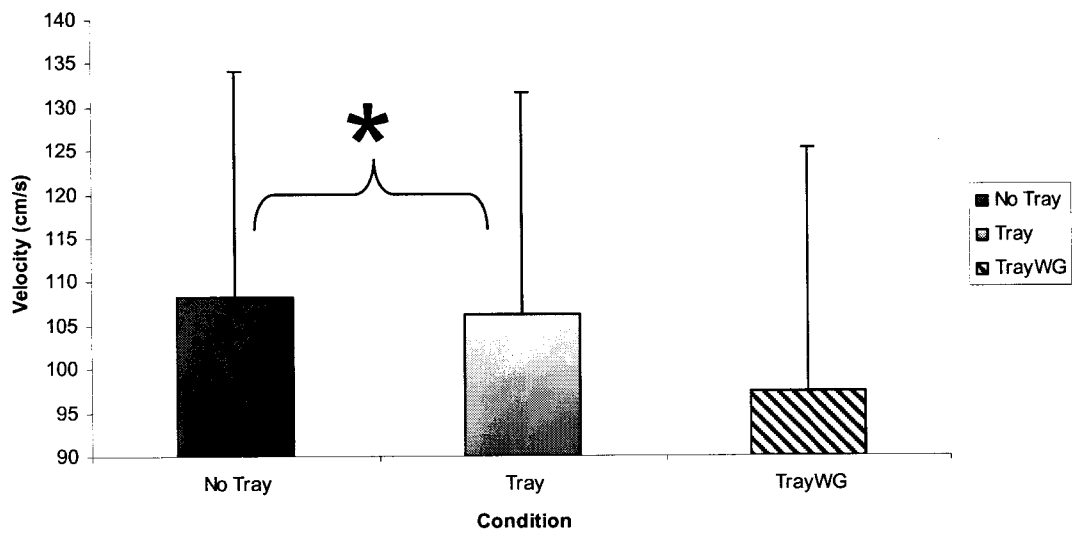 140
135
130
125
120
115
110
105
100
95
90
Velocity (cm/s)
*
No Tray
Tray
TrayWG
No Tray
Tray
TrayWG
Condition